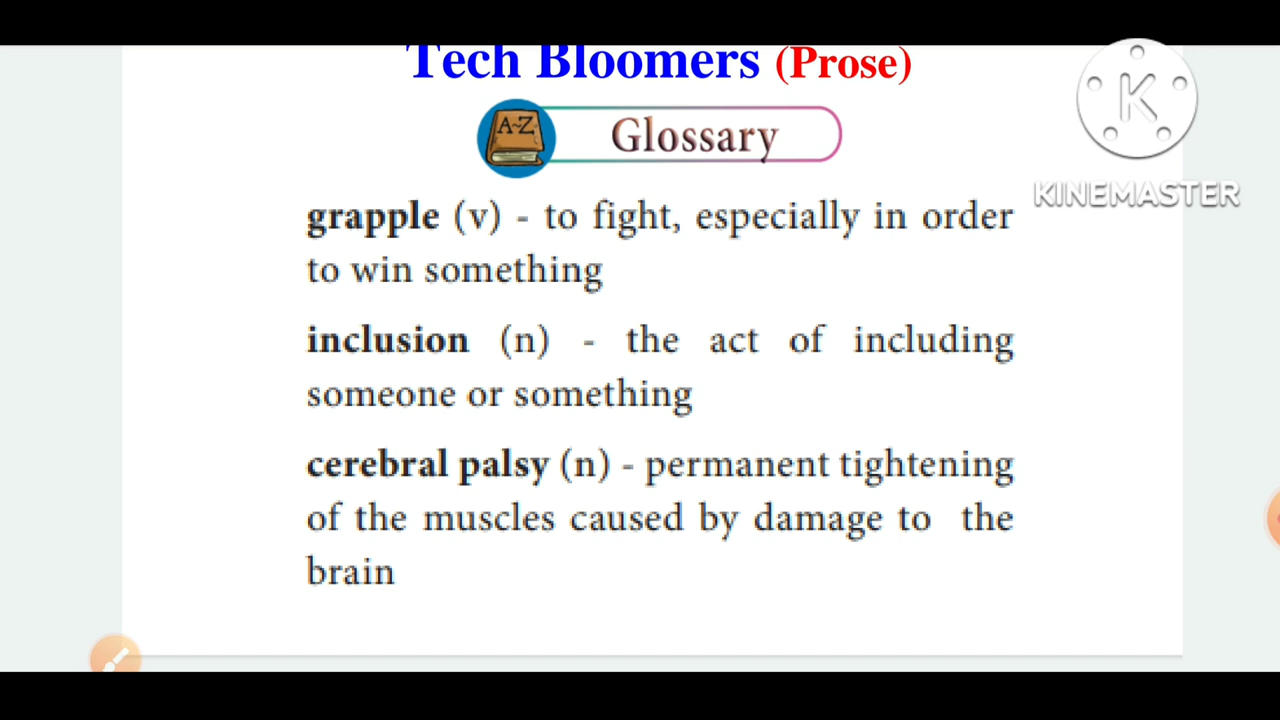 Tech Bloomers (Prose)
A-Z
Glossary
K
KINEMASTER
grapple (v) - to fight, especially in order
to win something
inclusion (n) - the act of including
someone or something
cerebral palsy (n) - permanent tightening
of the muscles caused by damage to the
brain